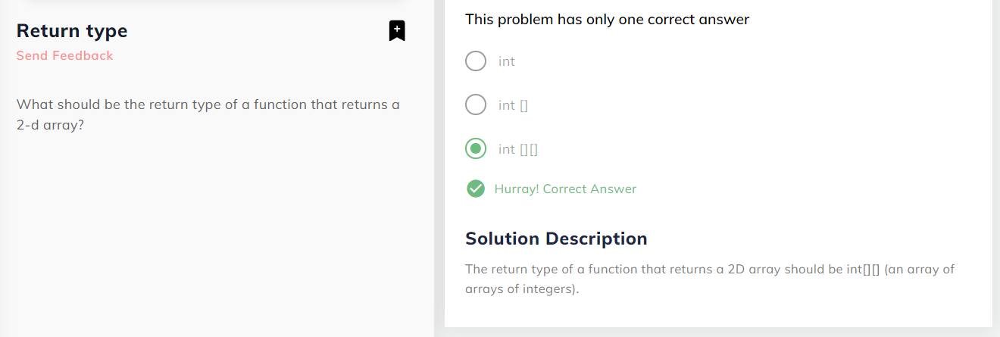 Return type
Send Feedback
What should be the return type of a function that returns a
2-d array?
This problem has only one correct answer
int
int []
int [][]
Hurray! Correct Answer
Solution Description
The return type of a function that returns a 2D array should be int[][] (an array of
arrays of integers).